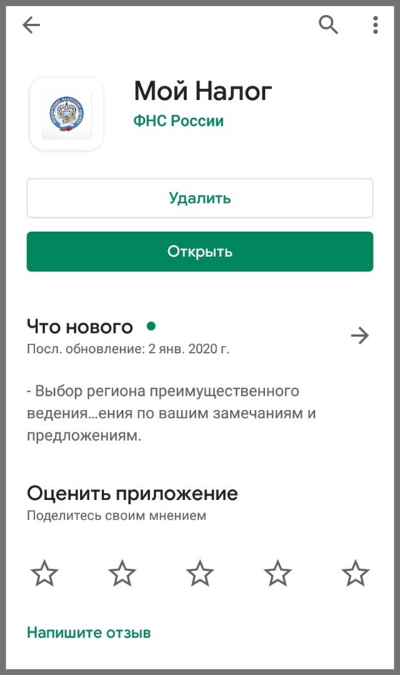 Мой Налог
ФНС России
Удалить
Открыть
Что нового
Посл. обновление: 2 янв. 2020 г.
- Выбор региона преимущественного
ведения...ения по вашим замечаниям и
предложениям.
Оценить приложение
Поделитесь своим мнением
Напишите отзыв